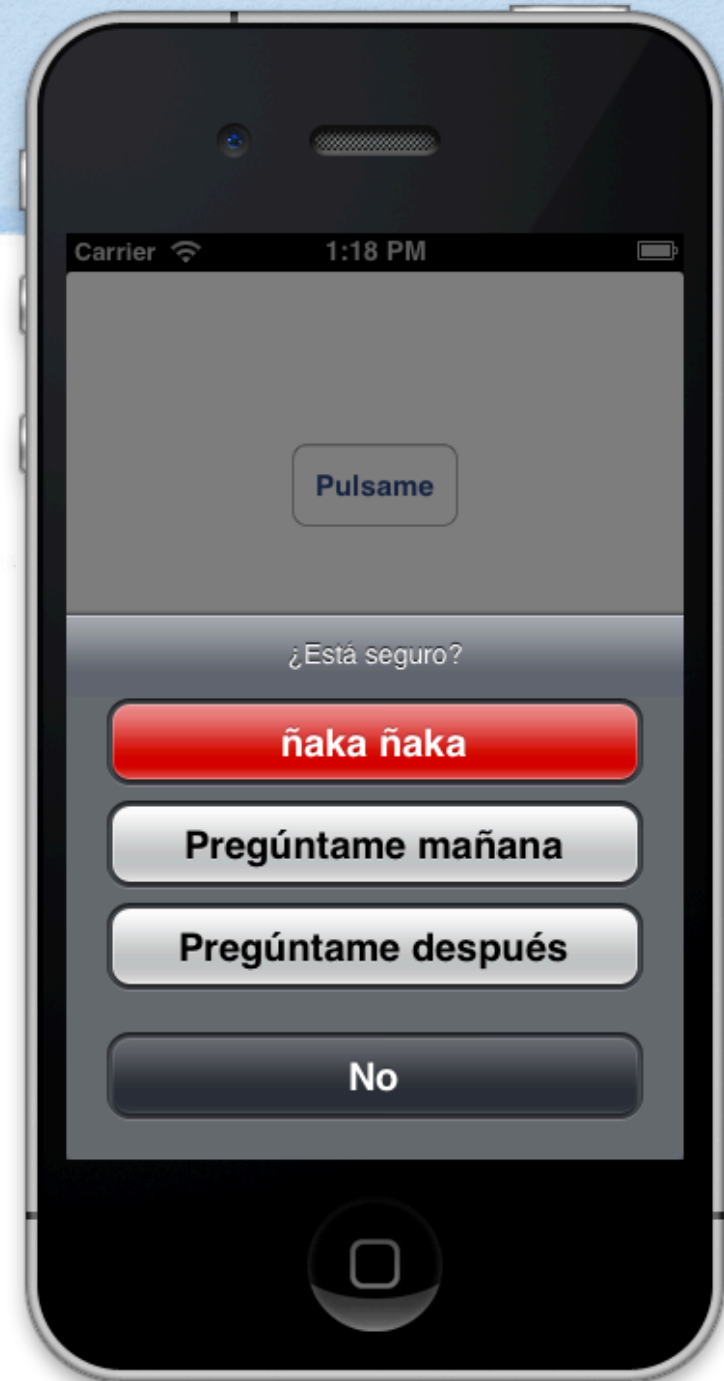 Carrier 1:18 PM
Pulsame
¿Está seguro?
ñaka ñaka
Pregúntame mañana
Pregúntame después
No